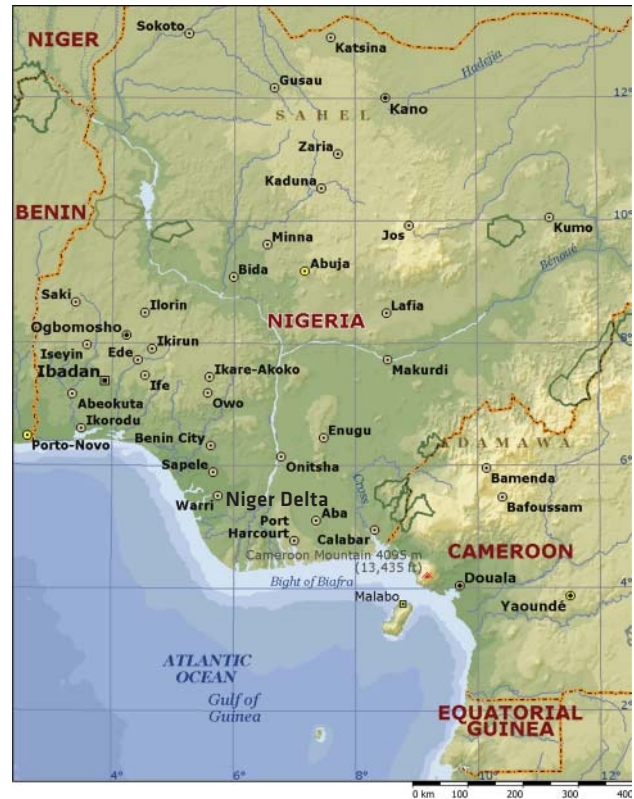 Sokoto
NIGER
Katsina
Hadejia
Gusau
12°
Kano
SAHEL
Zaria
Kaduna
10°
BENIN
Jos
Kumo
Minna
Bénoué
Bida
Abuja
Saki
Ilorin
Lafia
NIGERIA
Ogbomosho
8°
Iseyin
Ikirun
Ede
Makurdi
Ibadan
Ife
Ikare-Akoko
Abeokuta
Owo
Ikorodu
Enugu
ADAMAWA
Porto-Novo
Benin City
6°
Onitsha
Bamenda
Sapele
Cross
Warri
Niger Delta
Bafoussam
Port
Harcourt
Aba
Calabar
CAMEROON
Cameroon Mountain 4095 m
(13,435 ft)
Bight of Biafra
Douala
4°
Malabo
Yaoundé
ATLANTIC
OCEAN
Gulf of
Guinea
EQUATORIAL
GUINEA
2°
4° 6° 8° 10° 12°
0 km 100 200 300 400